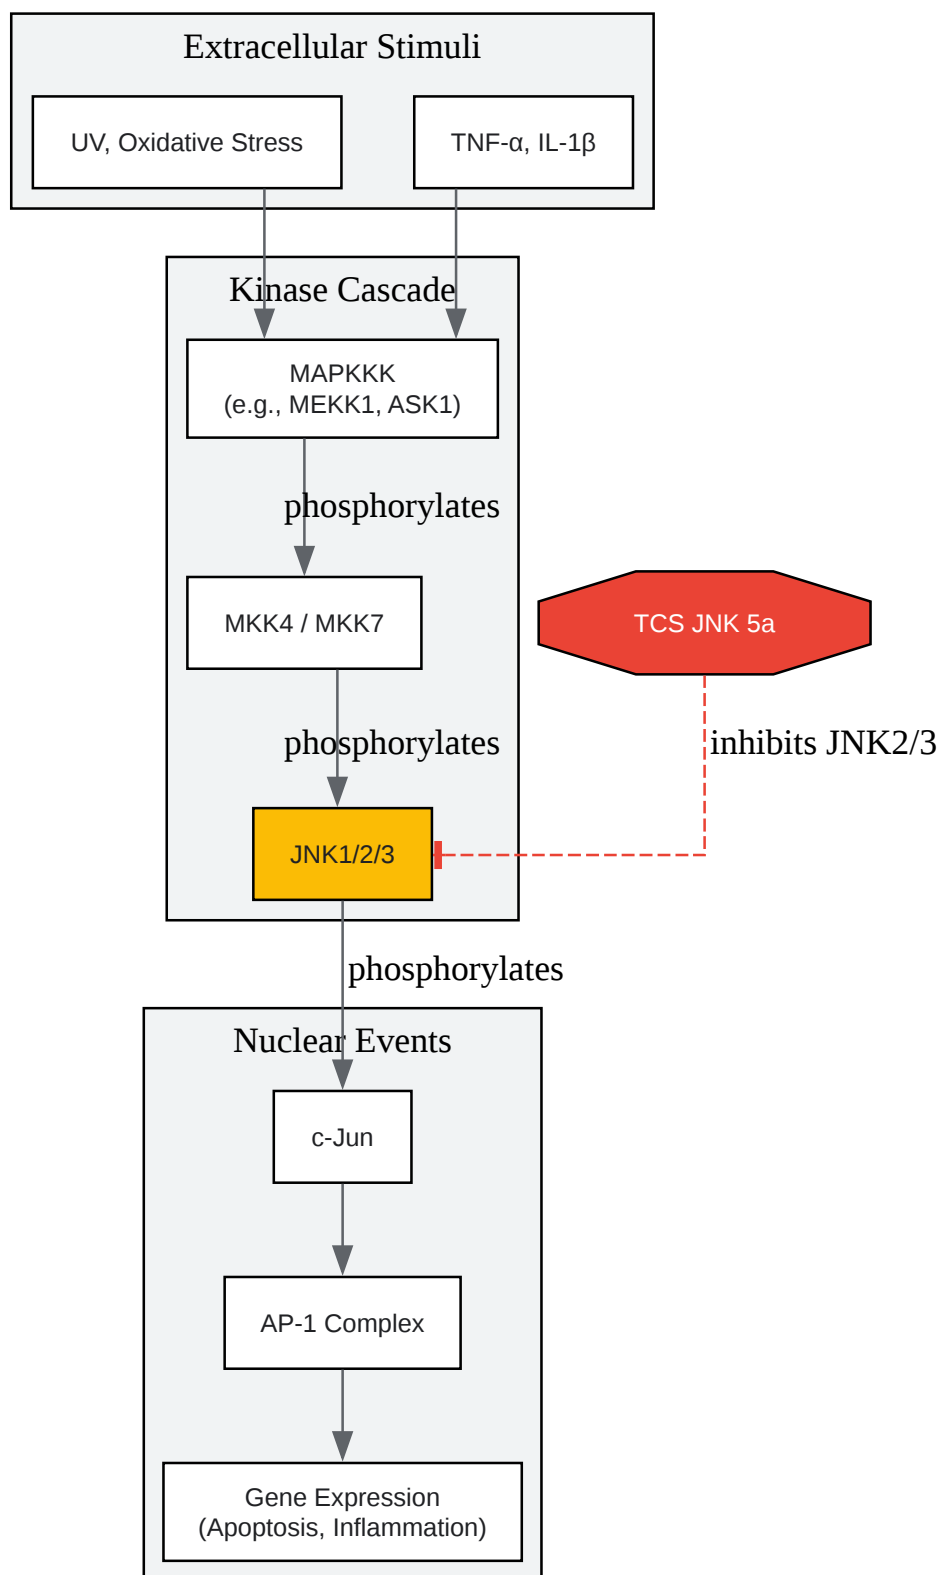 Extracellular Stimuli
UV, Oxidative Stress
TNF-α, IL-1β
Kinase Cascade
MAPKKK
(e.g., MEKK1, ASK1)
phosphorylates
MKK4 / MKK7
TCS JNK 5a
phosphorylates
inhibits JNK2/3
JNK1/2/3
phosphorylates
Nuclear Events
c-Jun
AP-1 Complex
Gene Expression
(Apoptosis, Inflammation)